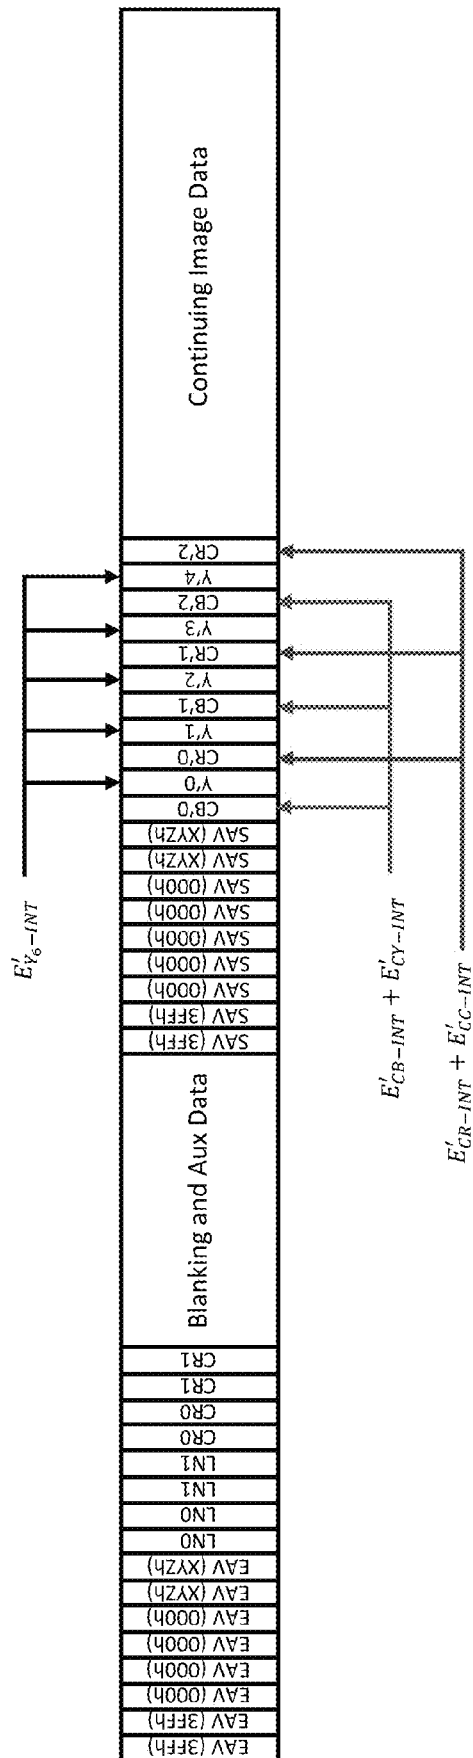 E'V₆−INT
EAV (3FFh)
EAV (3FFh)
EAV (000h)
EAV (000h)
EAV (000h)
EAV (000h)
EAV (XYZh)
EAV (XYZh)
LN0
LN0
LN1
LN1
CR0
CR0
CR1
CR1
Blanking and Aux Data
SAV (3FFh)
SAV (3FFh)
SAV (000h)
SAV (000h)
SAV (000h)
SAV (000h)
SAV (000h)
SAV (XYZh)
SAV (XYZh)
CB'0
Y'0
CR'0
Y'1
CB'1
Y'2
CR'1
Y'3
CB'2
Y'4
CR'2
Continuing Image Data
E'CB−INT + E'CY−INT
E'CR−INT + E'CC−INT